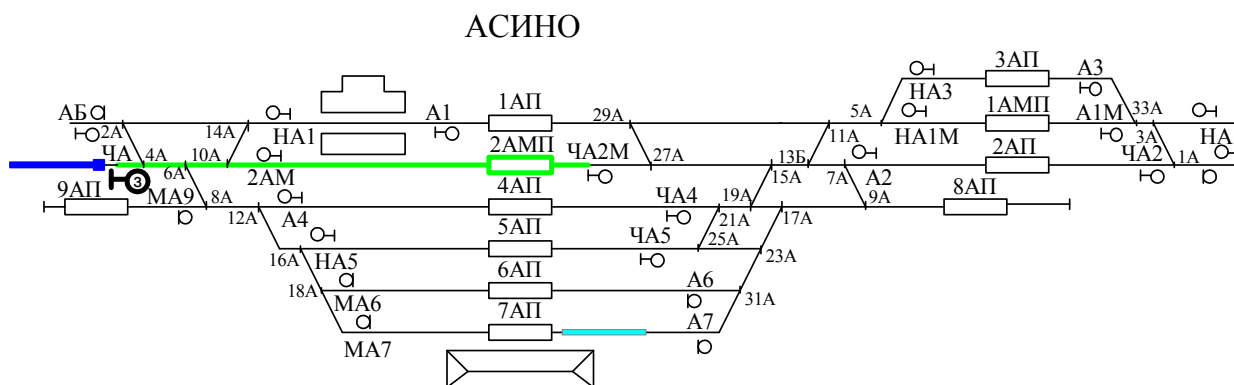 АСИНО
3АП
А3
НА3
АБ
2А
14А
НА1
А1
1АП
29А
5А
11А
НА1М
1АМП
А1М
33А
3А
НА
ЧА
4А
6А
10А
2АМ
2АМП
ЧА2М
27А
13Б
15А
7А
А2
2АП
ЧА2
1А
3
9АП
МА9
8А
12А
А4
4АП
ЧА4
19А
21А
17А
9А
8АП
16А
НА5
5АП
ЧА5
25А
23А
18А
МА6
6АП
А6
31А
МА7
7АП
А7